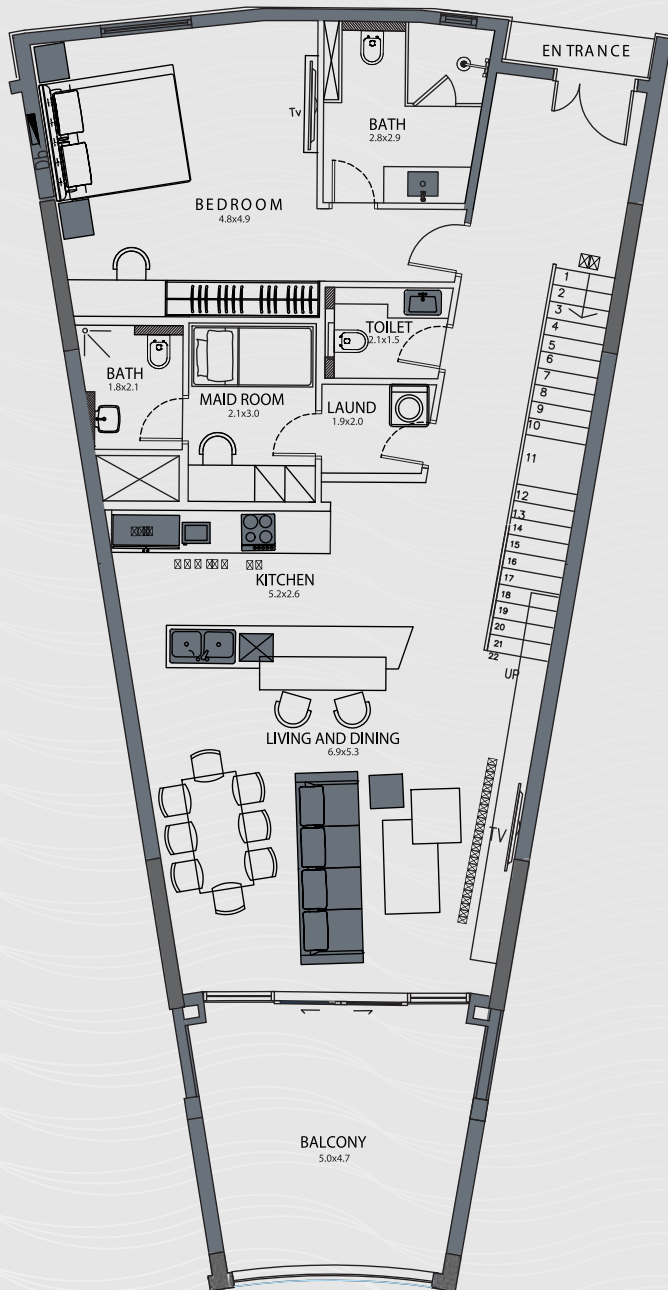 EN TRANCE
Tv
BATH
2.8x2.9
BEDROOM
4.8x4.9
1
2
3
4
5
6
7
8
9
10
11
12
13
14
15
16
17
18
19
20
21
22
UP
TOILET
2.1x1.5
BATH
1.8x2.1
MAID ROOM
2.1x3.0
LAUND
1.9x2.0
KITCHEN
5.2x2.6
LIVING AND DINING
6.9x5.3
TV
BALCONY
5.0x4.7